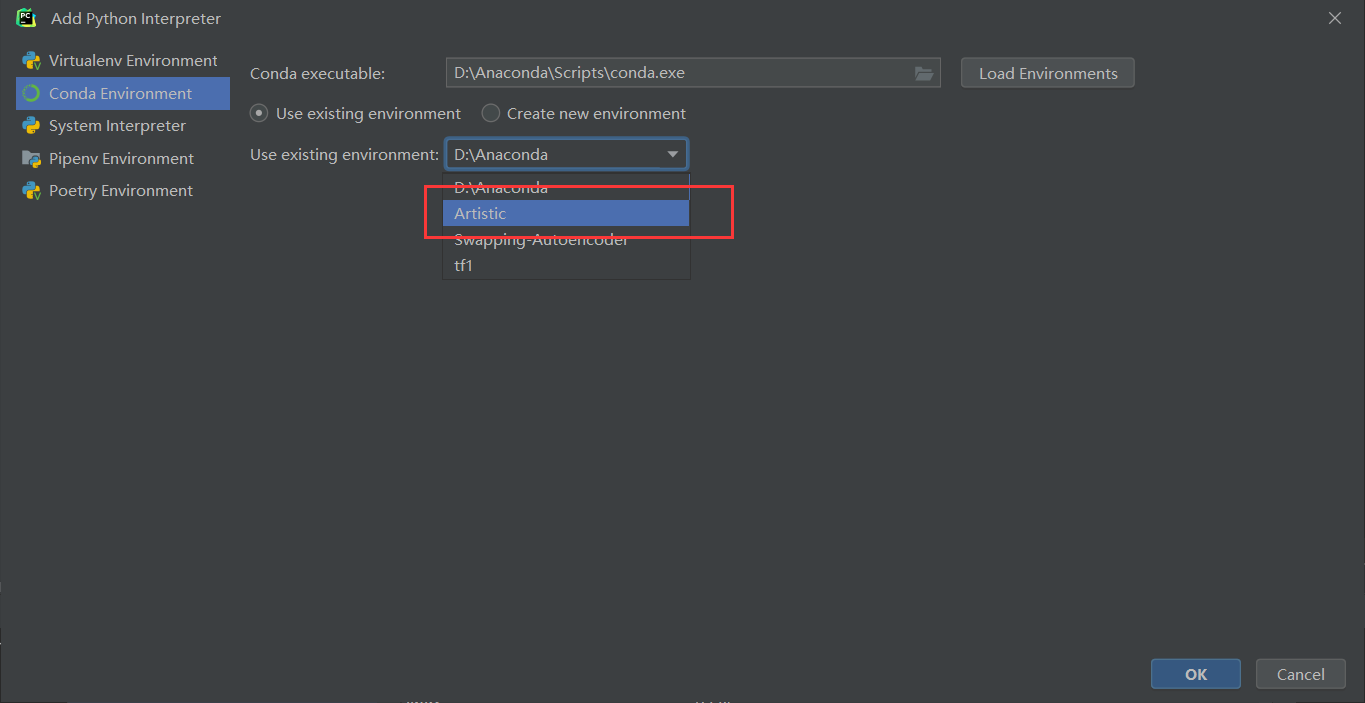 PC
Add Python Interpreter
Virtualenv Environment
Conda Environment
System Interpreter
Pipenv Environment
Poetry Environment
Conda executable:
D:\Anaconda\Scripts\conda.exe
Load Environments
Use existing environment
Create new environment
Use existing environment:
D:\Anaconda
D:\Anaconda
Artistic
Swapping-Autoencoder
tf1
OK
Cancel